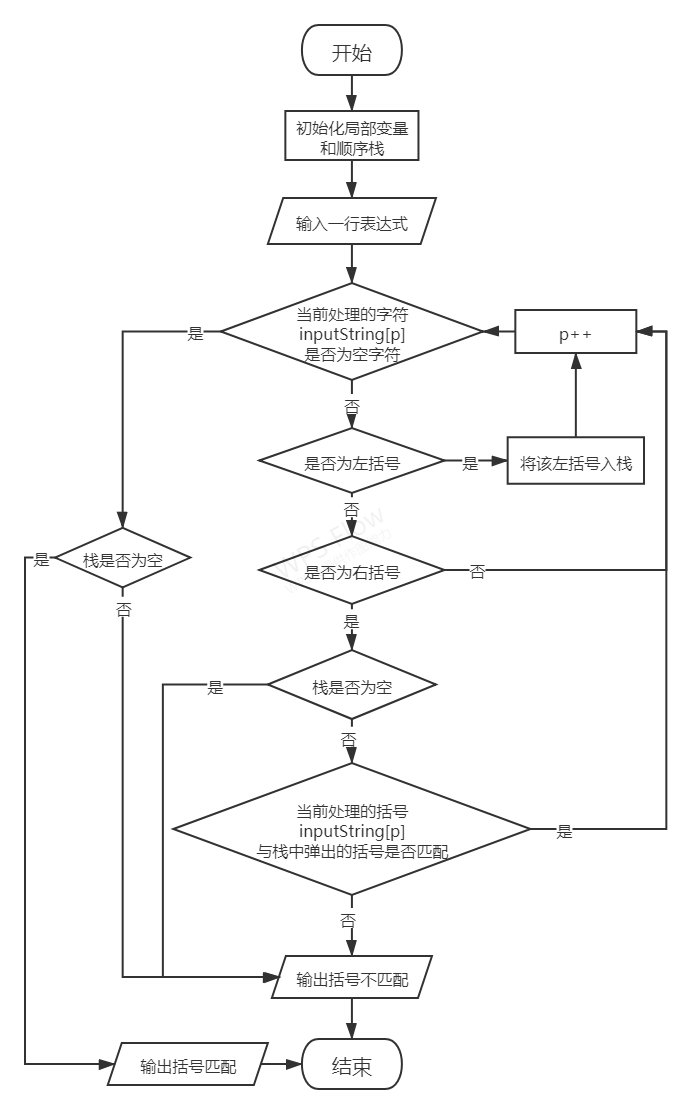 开始
初始化局部变量
和顺序栈
输入一行表达式
当前处理的字符
inputString[p]
是否为空字符
是
p++
否
是否为左括号
是
将该左括号入栈
否
WPS Flow
是否为右括号
否
栈是否为空
是
否
是
栈是否为空
是
否
当前处理的括号
inputString[p]
与栈中弹出的括号是否匹配
是
否
输出括号不匹配
输出括号匹配
结束